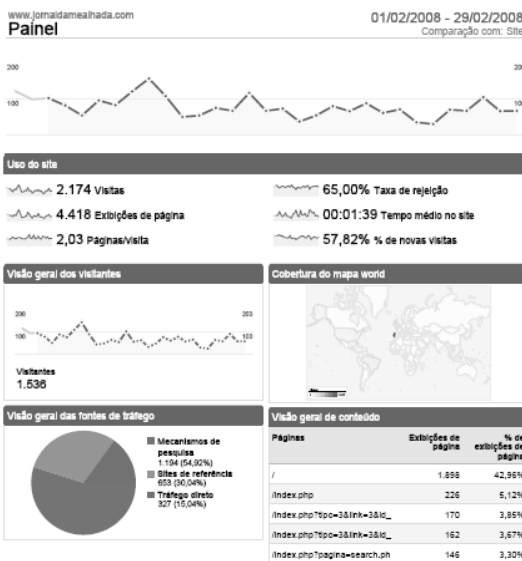 www.jornaldamealhada.com
Painel
01/02/2008 - 29/02/2008
Comparação com: Site
200
100
20
100
Uso do site
2.174 Visitas
65,00% Taxa de rejeição
4.418 Exibições de página
00:01:39 Tempo médio no site
2,03 Páginas/visita
57,82% % de novas visitas
Visão geral dos visitantes
200
100
203
103
Visitantes
1.536
Cobertura do mapa world
Visão geral das fontes de tráfego
Mecanismos de
pesquisa
1.194 (54,92%)
Sites de referência
653 (30,04%)
Tráfego direto
327 (15,04%)
Visão geral de conteúdo
Páginas
Exibições de
página
% de
exibições de
página
/ 1.898 42,96%
/index.php 226 5,12%
/index.php?tipo=3&link=3&id_ 170 3,85%
/index.php?tipo=3&link=3&id_ 162 3,67%
/index.php?pagina=search.ph 146 3,30%